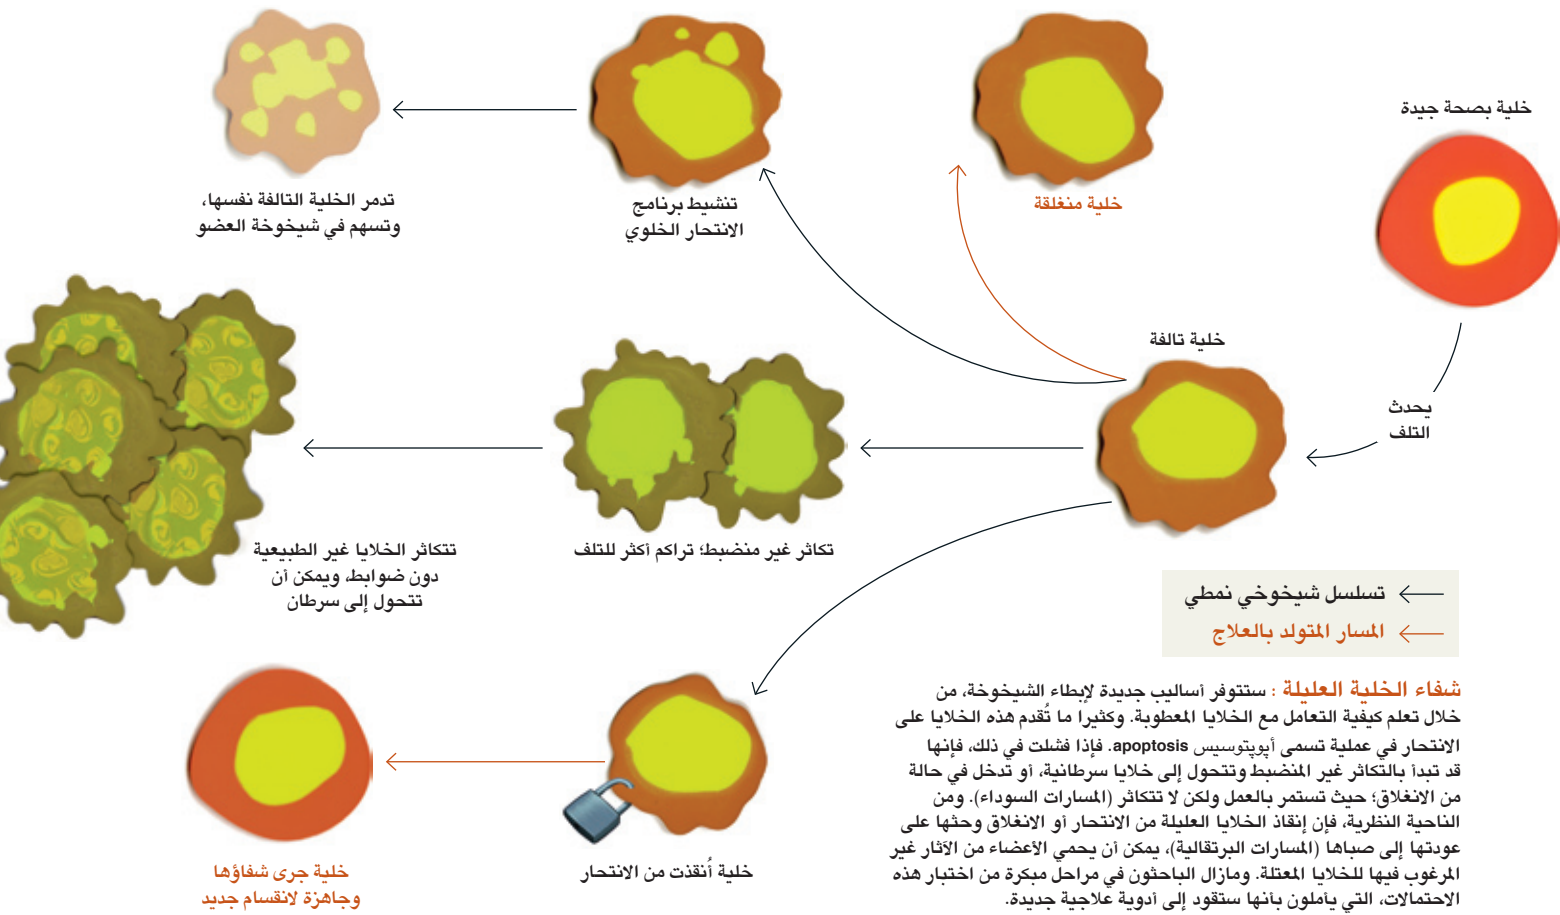 خلية بصحة جيدة
يحدث
التلف
خلية تالفة
خلية منغلقة
تنشيط برنامج
الانتحار الخلوي
تدمر الخلية التالفة نفسها،
وتسهم في شيخوخة العضو
تكاثر غير منضبط؛ تراكم أكثر للتلف
تتكاثر الخلايا غير الطبيعية
دون ضوابط، ويمكن أن
تتحول إلى سرطان
خلية أُنقذت من الانتحار
خلية جرى شفاؤها
وجاهزة لانقسام جديد
تسلسل شيخوخي نمطي
المسار المتولد بالعلاج
شفاء الخلية العليلة : ستتوفر أساليب جديدة لإبطاء الشيخوخة، من
خلال تعلم كيفية التعامل مع الخلايا المعطوبة. وكثيرا ما تُقدم هذه الخلايا على
الانتحار في عملية تسمى أپوپتوسيس apoptosis. فإذا فشلت في ذلك، فإنها
قد تبدأ بالتكاثر غير المنضبط وتتحول إلى خلايا سرطانية، أو تدخل في حالة
من الانغلاق؛ حيث تستمر بالعمل ولكن لا تتكاثر (المسارات السوداء). ومن
الناحية النظرية، فإن إنقاذ الخلايا العليلة من الانتحار أو الانغلاق وحثها على
عودتها إلى صباها (المسارات البرتقالية)، يمكن أن يحمي الأعضاء من الآثار غير
المرغوب فيها للخلايا المعتلة. ومازال الباحثون في مراحل مبكرة من اختبار هذه
الاحتمالات، التي يأملون بأنها ستقود إلى أدوية علاجية جديدة.